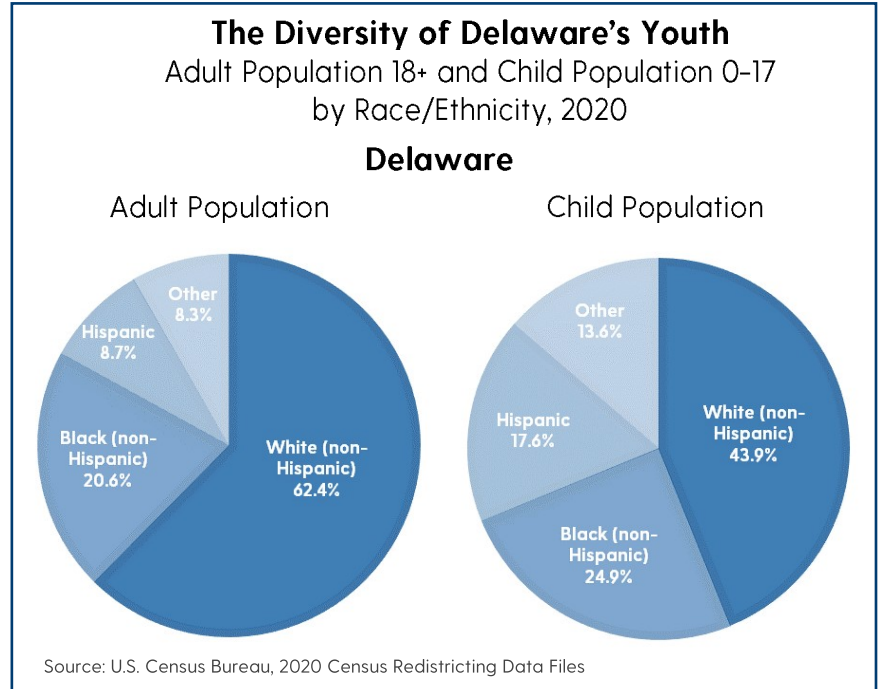 The Diversity of Delaware's Youth
Adult Population 18+ and Child Population 0-17
by Race/Ethnicity, 2020
Delaware
Adult Population
Other
8.3%
Hispanic
8.7%
Black (non-
Hispanic)
20.6%
White (non-
Hispanic)
62.4%
Child Population
Other
13.6%
Hispanic
17.6%
White (non-
Hispanic)
43.9%
Black (non-
Hispanic)
24.9%
Source: U.S. Census Bureau, 2020 Census Redistricting Data Files